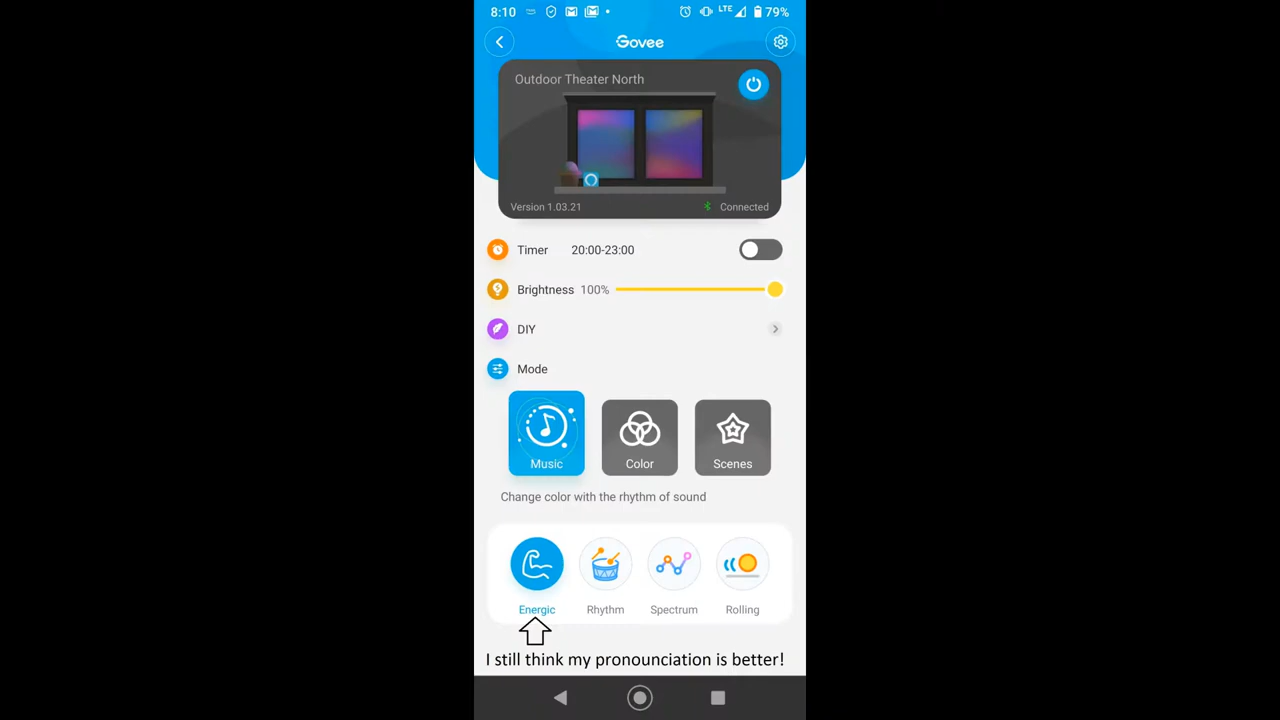 8:10 LTE 79%
Govee
Outdoor Theater North
Version 1.03.21 Connected
Timer 20:00-23:00
Brightness 100%
DIY
Mode
Music Color Scenes
Change color with the rhythm of sound
Energic Rhythm Spectrum Rolling
I still think my pronounciation is better!